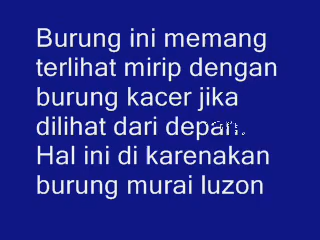 Burung ini memang
terlihat mirip dengan
burung kacer jika
dilihat dari depan.
Hal ini di karenakan
burung murai luzon